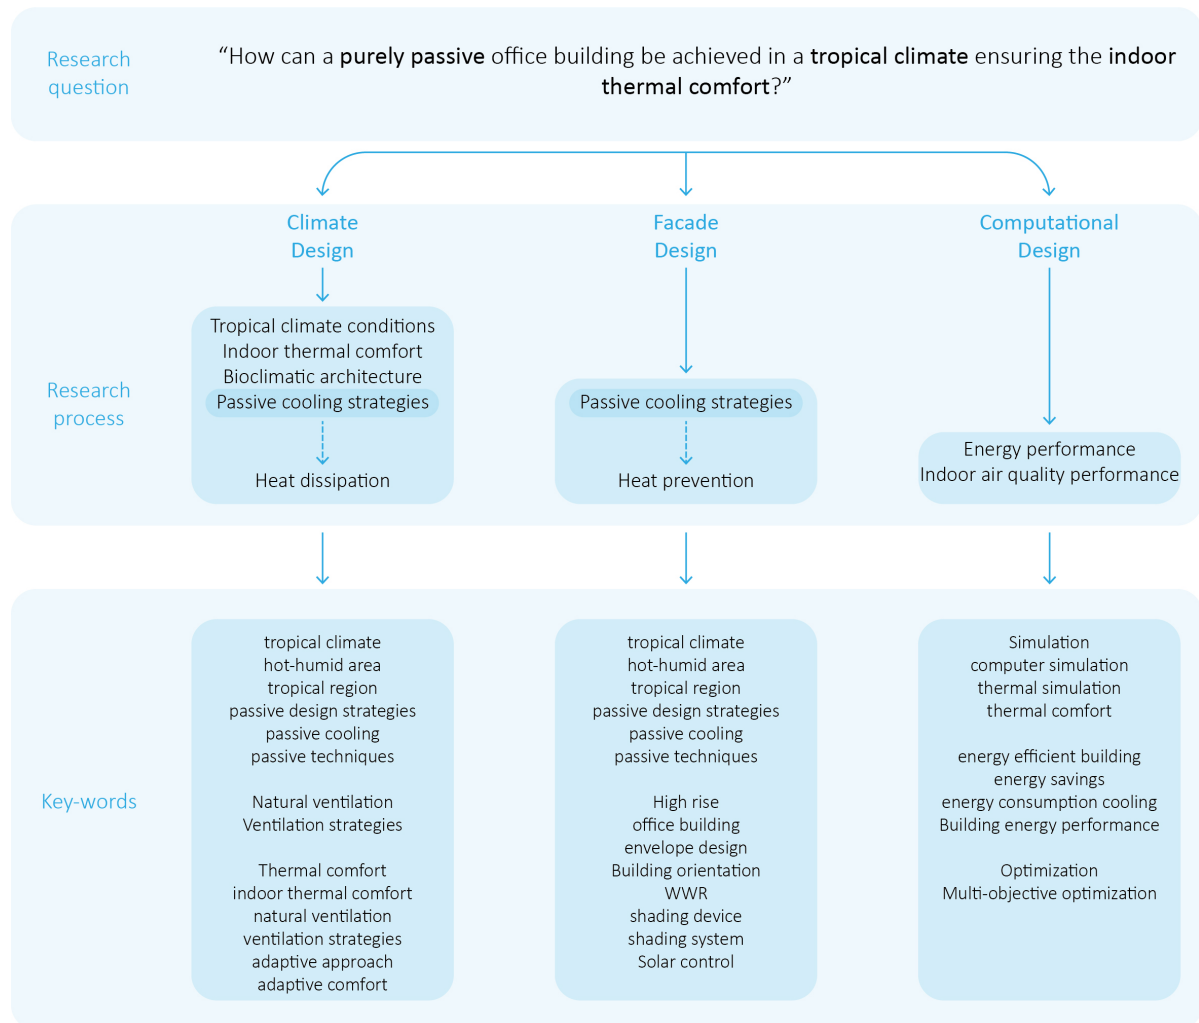 Research
question
“How can a purely passive office building be achieved in a tropical climate ensuring the indoor
thermal comfort?”
Climate
Design
Facade
Design
Computational
Design
Research
process
Tropical climate conditions
Indoor thermal comfort
Bioclimatic architecture
Passive cooling strategies
Heat dissipation
Passive cooling strategies
Heat prevention
Energy performance
Indoor air quality performance
Key-words
tropical climate
hot-humid area
tropical region
passive design strategies
passive cooling
passive techniques
Natural ventilation
Ventilation strategies
Thermal comfort
indoor thermal comfort
natural ventilation
ventilation strategies
adaptive approach
adaptive comfort
tropical climate
hot-humid area
tropical region
passive design strategies
passive cooling
passive techniques
High rise
office building
envelope design
Building orientation
WWR
shading device
shading system
Solar control
Simulation
computer simulation
thermal simulation
thermal comfort
energy efficient building
energy savings
energy consumption cooling
Building energy performance
Optimization
Multi-objective optimization